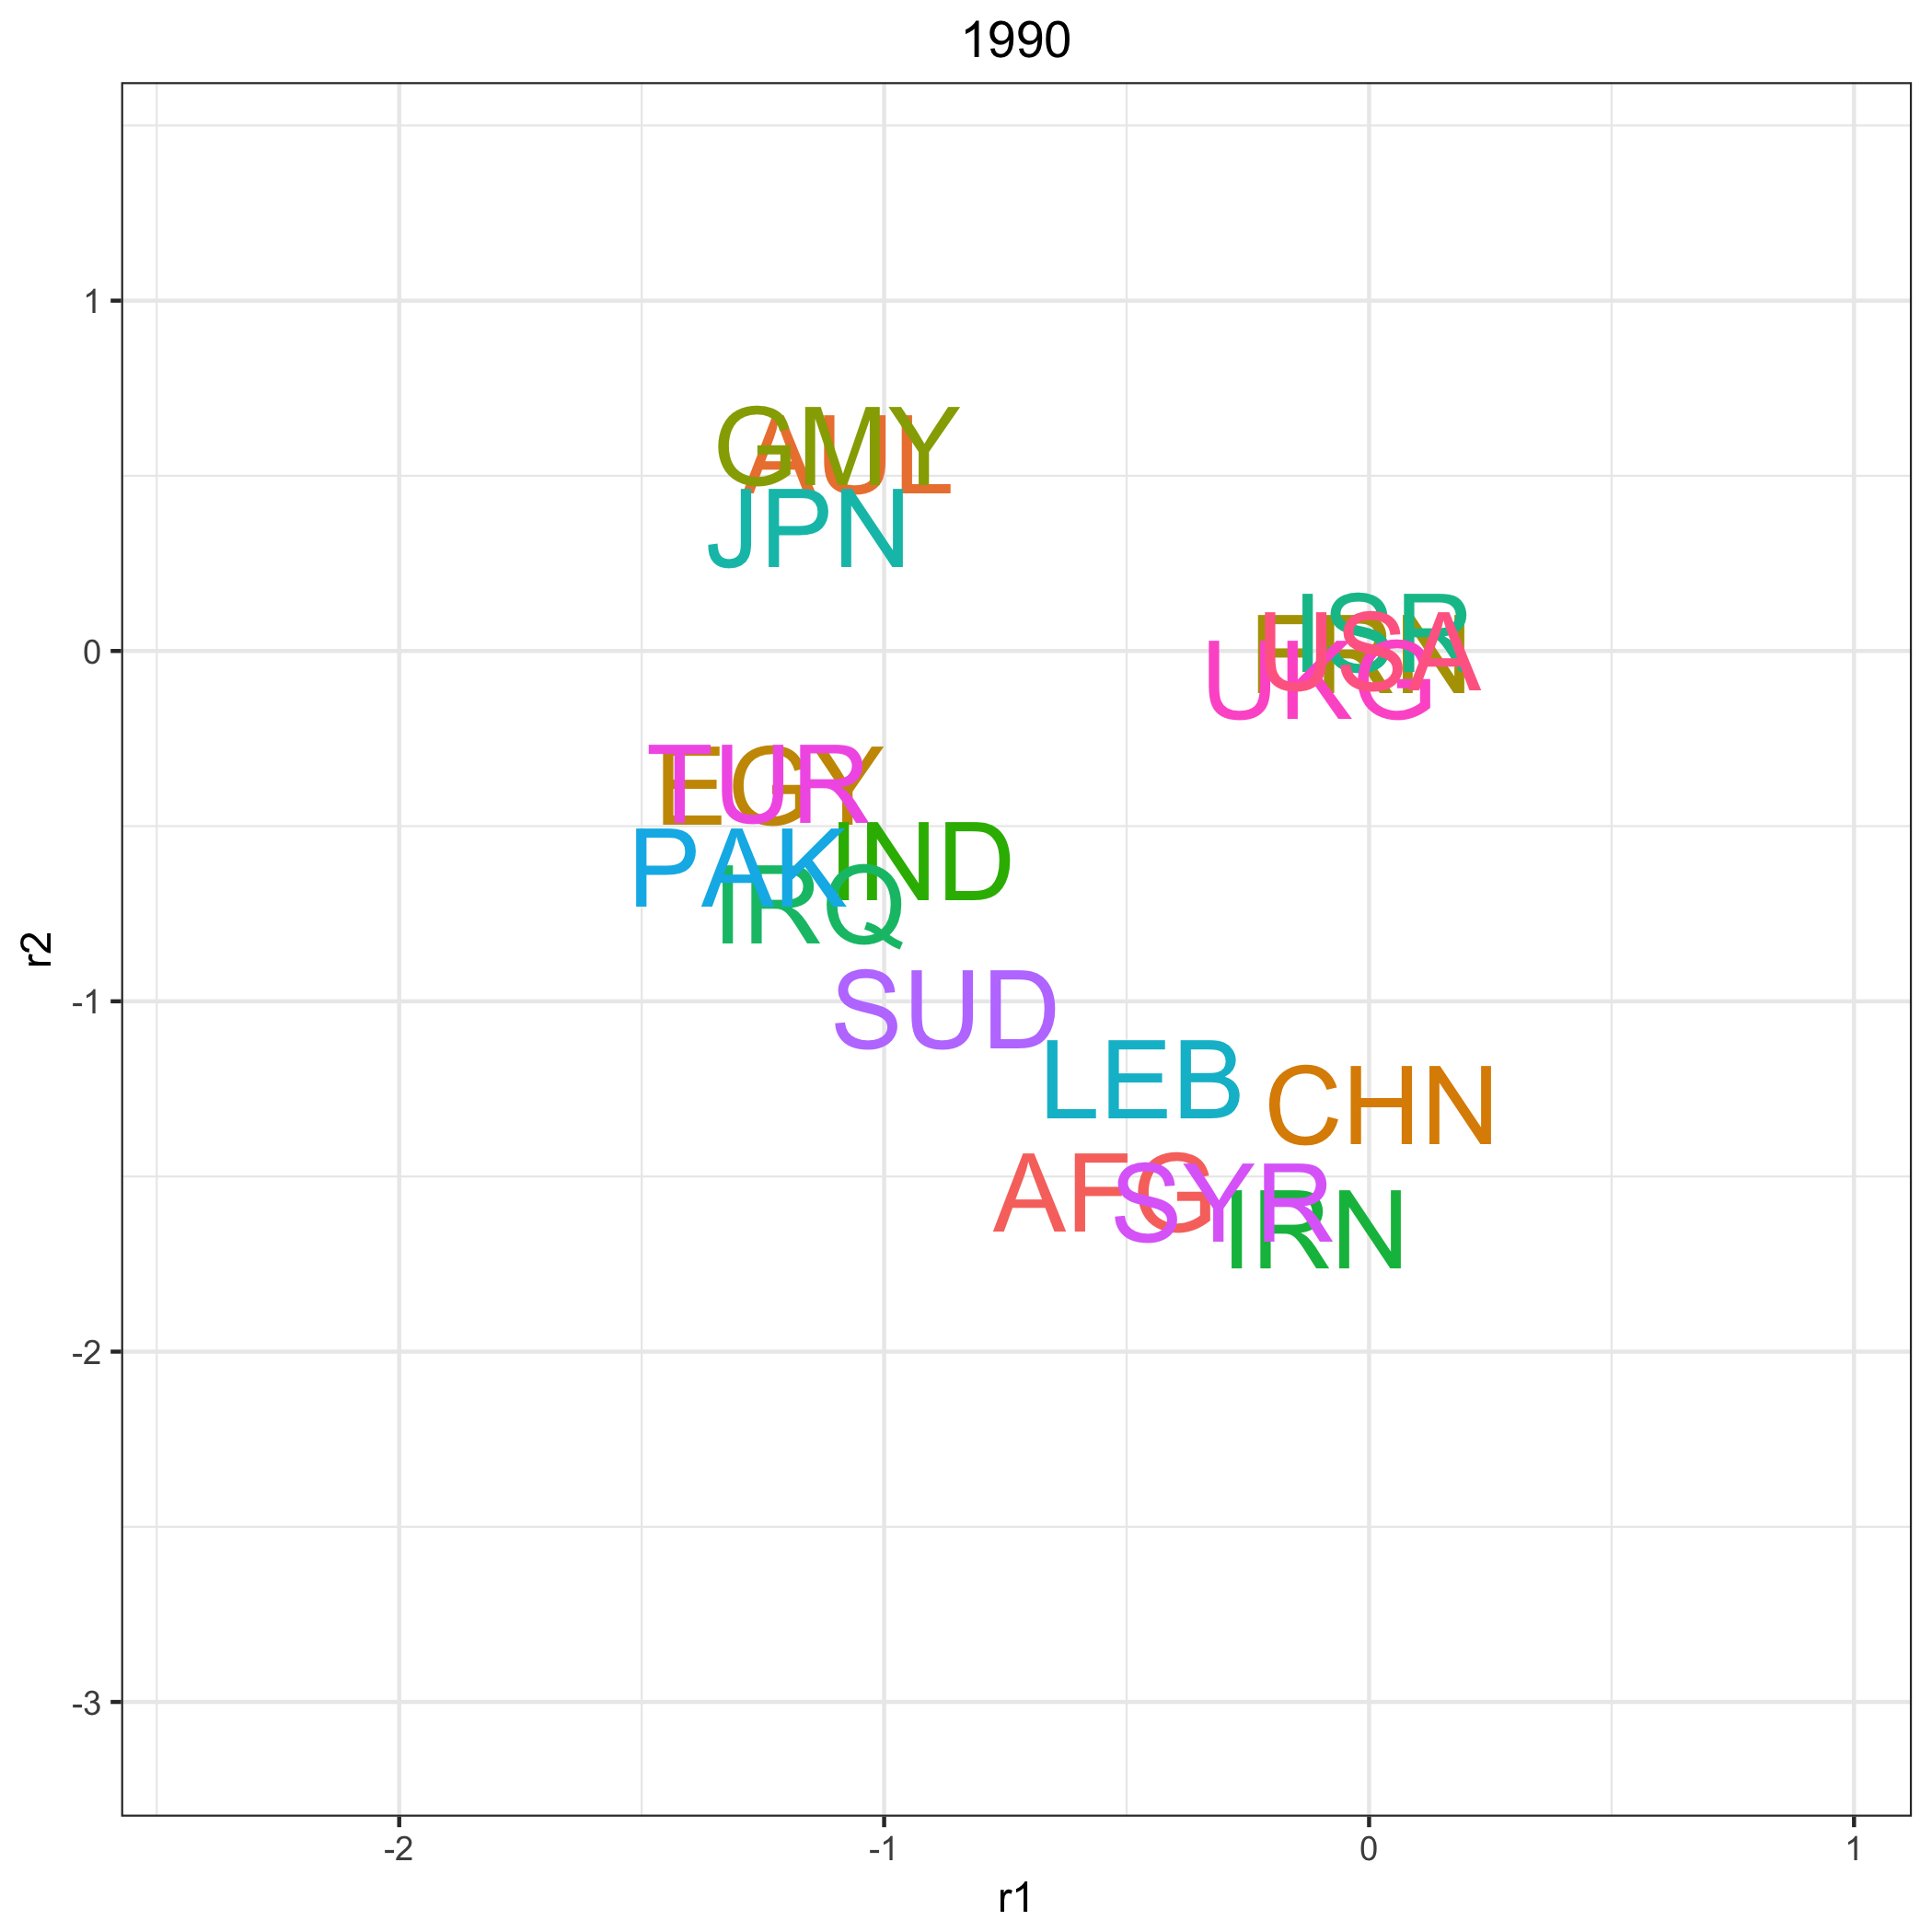 1990
1
0
-1
-2
-3
r2
GMY
AUL
JPN
ISR
FRN
USA
UKG
TUR
EGY
PAK
IND
IRQ
SUD
LEB
CHN
AFG
SYR
IRN
-2
-1
0
1
r1